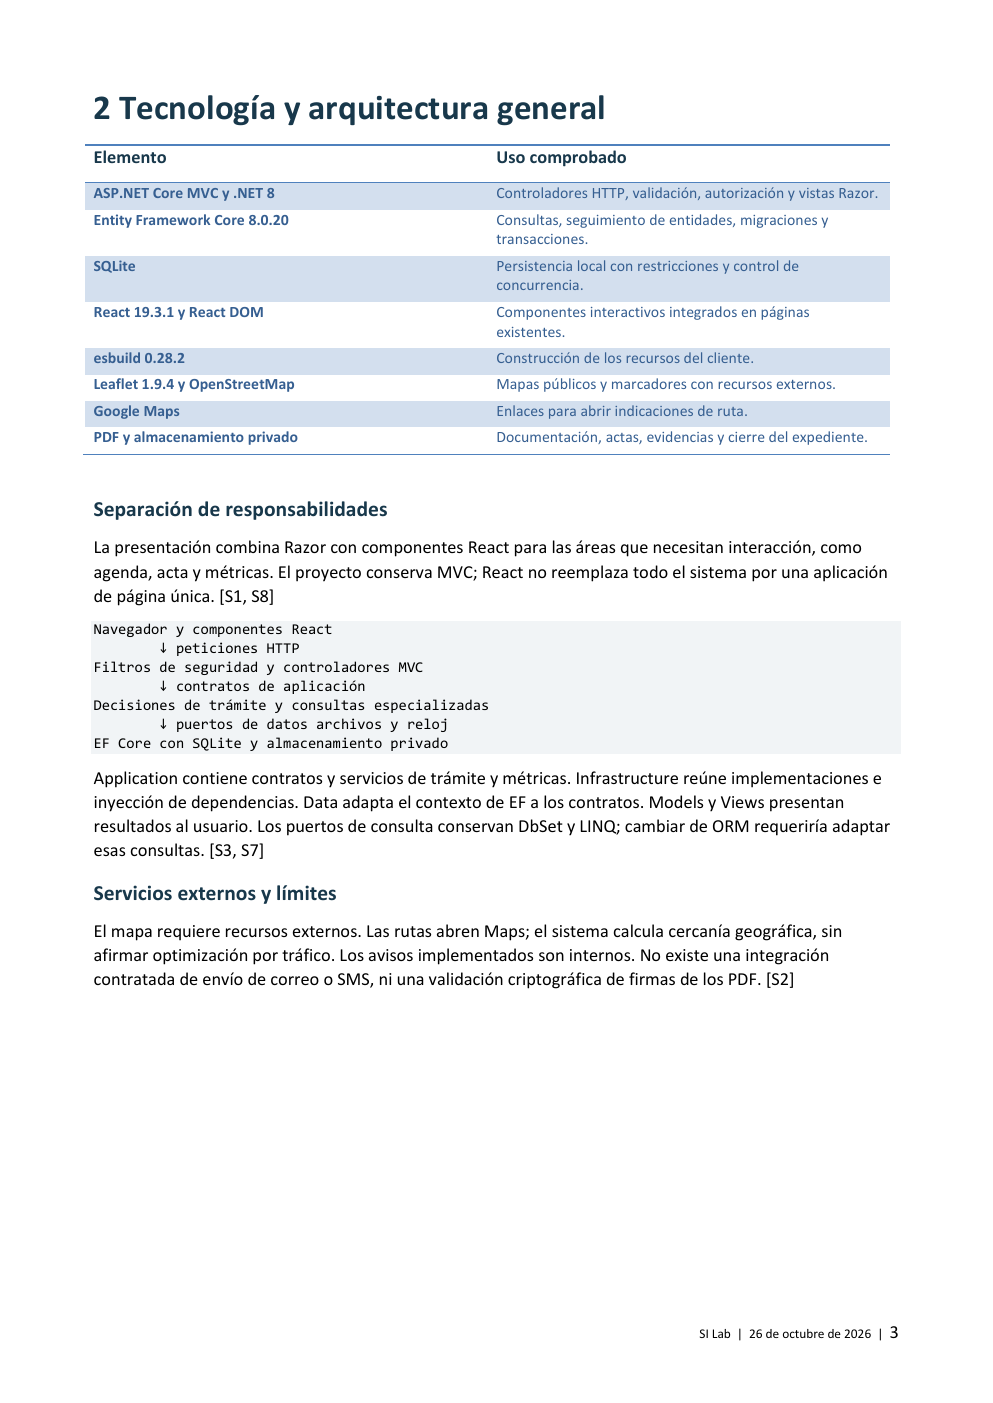 2 Tecnología y arquitectura general
Elemento Uso comprobado
ASP.NET Core MVC y .NET 8 Controladores HTTP, validación, autorización y vistas Razor.
Entity Framework Core 8.0.20 Consultas, seguimiento de entidades, migraciones y
transacciones.
SQLite Persistencia local con restricciones y control de
concurrencia.
React 19.3.1 y React DOM Componentes interactivos integrados en páginas
existentes.
esbuild 0.28.2 Construcción de los recursos del cliente.
Leaflet 1.9.4 y OpenStreetMap Mapas públicos y marcadores con recursos externos.
Google Maps Enlaces para abrir indicaciones de ruta.
PDF y almacenamiento privado Documentación, actas, evidencias y cierre del expediente.
Separación de responsabilidades
La presentación combina Razor con componentes React para las áreas que necesitan interacción, como
agenda, acta y métricas. El proyecto conserva MVC; React no reemplaza todo el sistema por una aplicación
de página única. [S1, S8]
Navegador y componentes React
↓ peticiones HTTP
Filtros de seguridad y controladores MVC
↓ contratos de aplicación
Decisiones de trámite y consultas especializadas
↓ puertos de datos archivos y reloj
EF Core con SQLite y almacenamiento privado
Application contiene contratos y servicios de trámite y métricas. Infrastructure reúne implementaciones e
inyección de dependencias. Data adapta el contexto de EF a los contratos. Models y Views presentan
resultados al usuario. Los puertos de consulta conservan DbSet y LINQ; cambiar de ORM requeriría adaptar
esas consultas. [S3, S7]
Servicios externos y límites
El mapa requiere recursos externos. Las rutas abren Maps; el sistema calcula cercanía geográfica, sin
afirmar optimización por tráfico. Los avisos implementados son internos. No existe una integración
contratada de envío de correo o SMS, ni una validación criptográfica de firmas de los PDF. [S2]
SI Lab | 26 de octubre de 2026 | 3